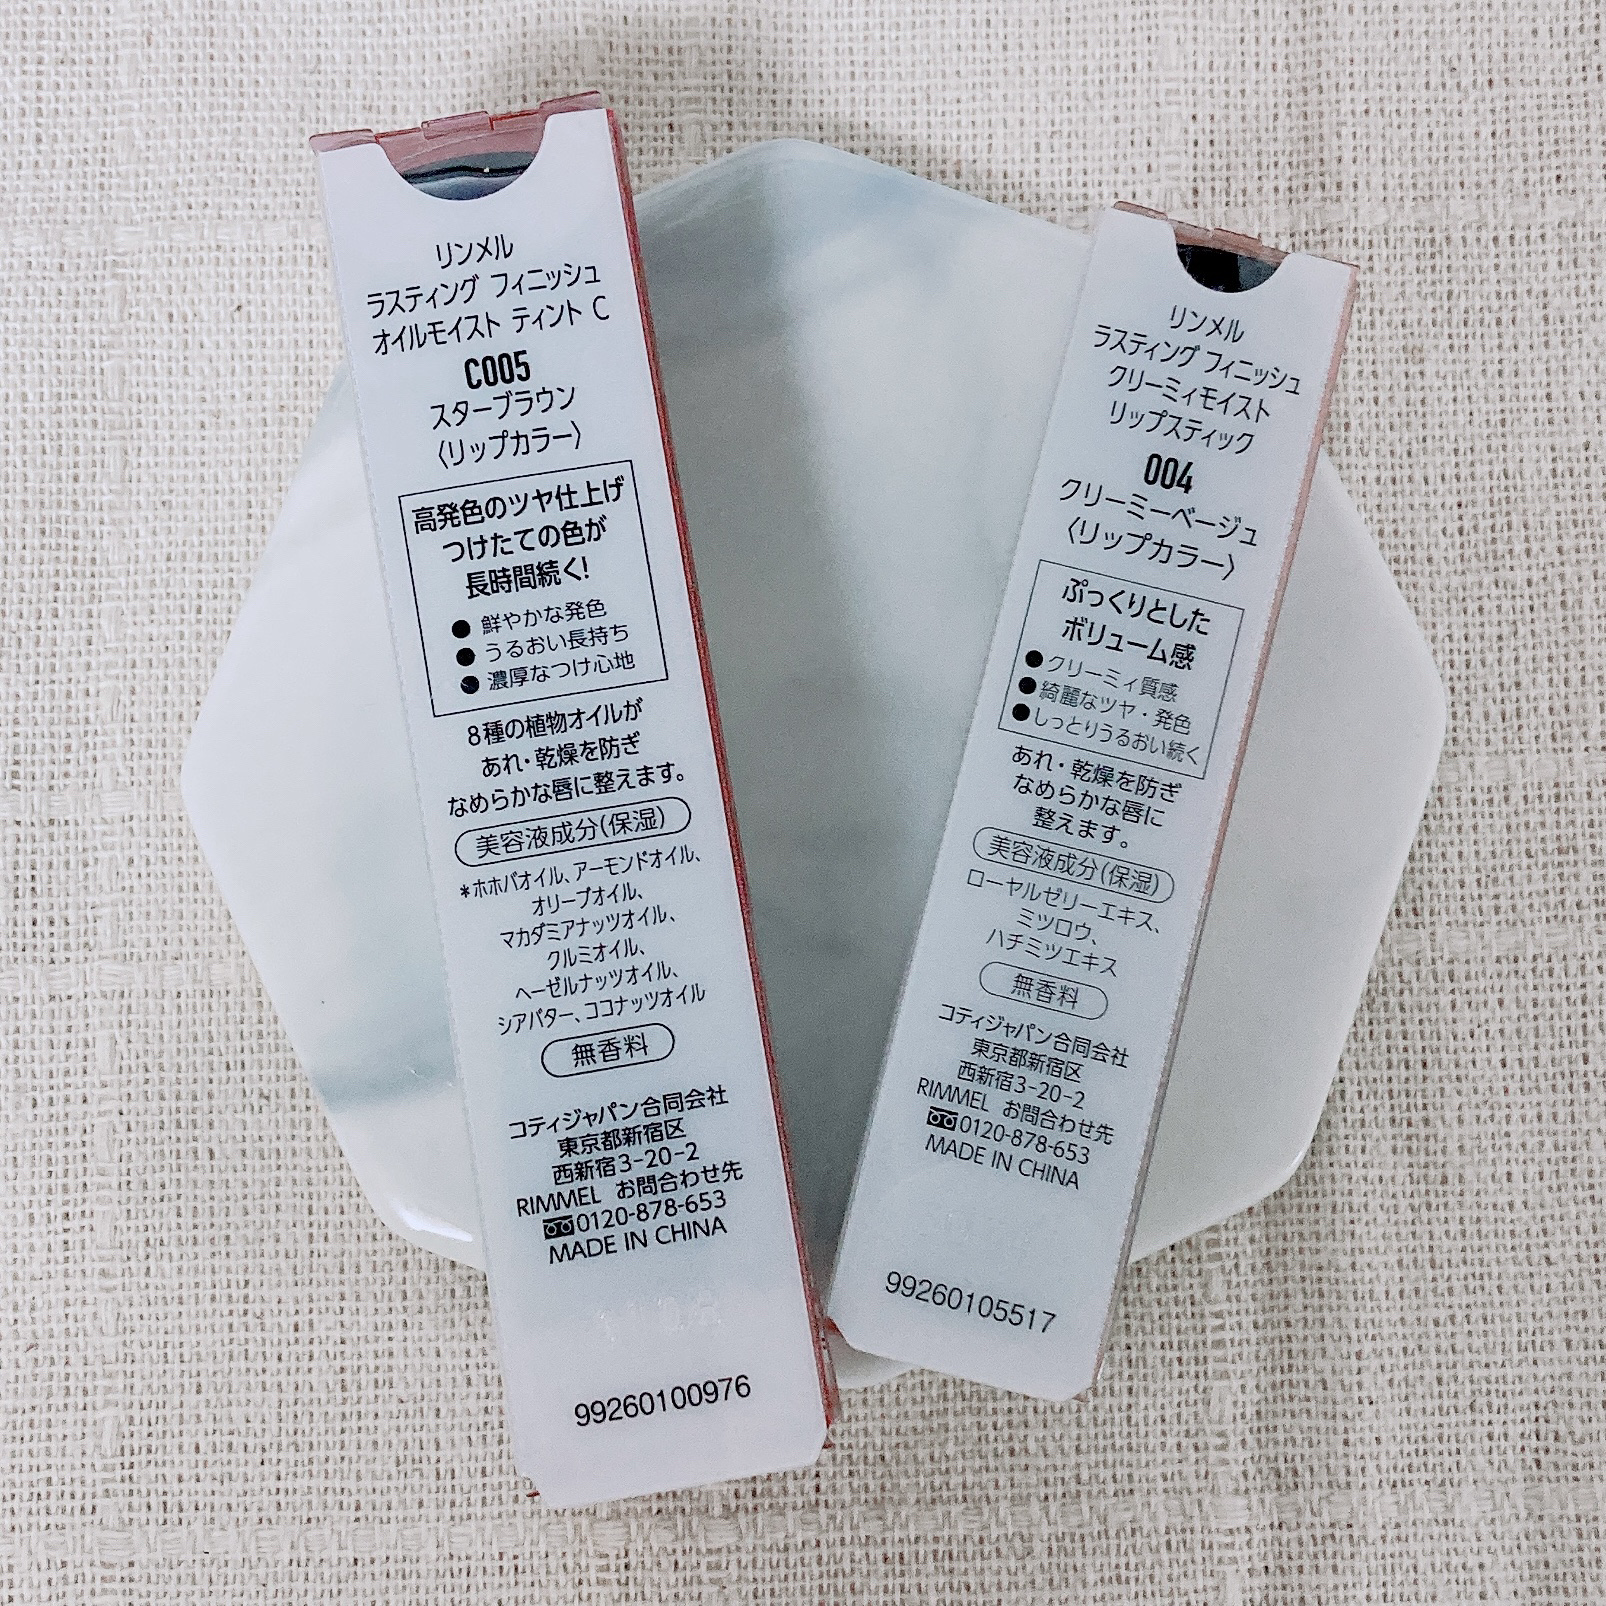 リンメル
ラスティング フィニッシュ
オイルモイスト ティント C
C005
スターブラウン
〈リップカラー〉
高発色のツヤ仕上げ
つけたての色が
長時間続く!
● 鮮やかな発色
● うるおい長持ち
● 濃厚なつけ心地
8種の植物オイルが
あれ・乾燥を防ぎ
なめらかな唇に整えます。
美容液成分(保湿)
*ホホバオイル、アーモンドオイル、
オリーブオイル、
マカダミアナッツオイル、
クルミオイル、
ヘーゼルナッツオイル、
シアバター、ココナッツオイル
無香料
コティジャパン合同会社
東京都新宿区
西新宿3-20-2
RIMMEL お問合わせ先
0120-878-653
MADE IN CHINA
99260100976
リンメル
ラスティング フィニッシュ
クリーミィモイスト
リップスティック
004
クリーミーベージュ
〈リップカラー〉
ぷっくりとした
ボリューム感
● クリーミィ質感
● 綺麗なツヤ・発色
● しっとりうるおい続く
あれ・乾燥を防ぎ
なめらかな唇に
整えます。
美容液成分(保湿)
ローヤルゼリーエキス、
ミツロウ、
ハチミツエキス
無香料
コティジャパン合同会社
東京都新宿区
西新宿3-20-2
RIMMEL お問合わせ先
0120-878-653
MADE IN CHINA
99260105517